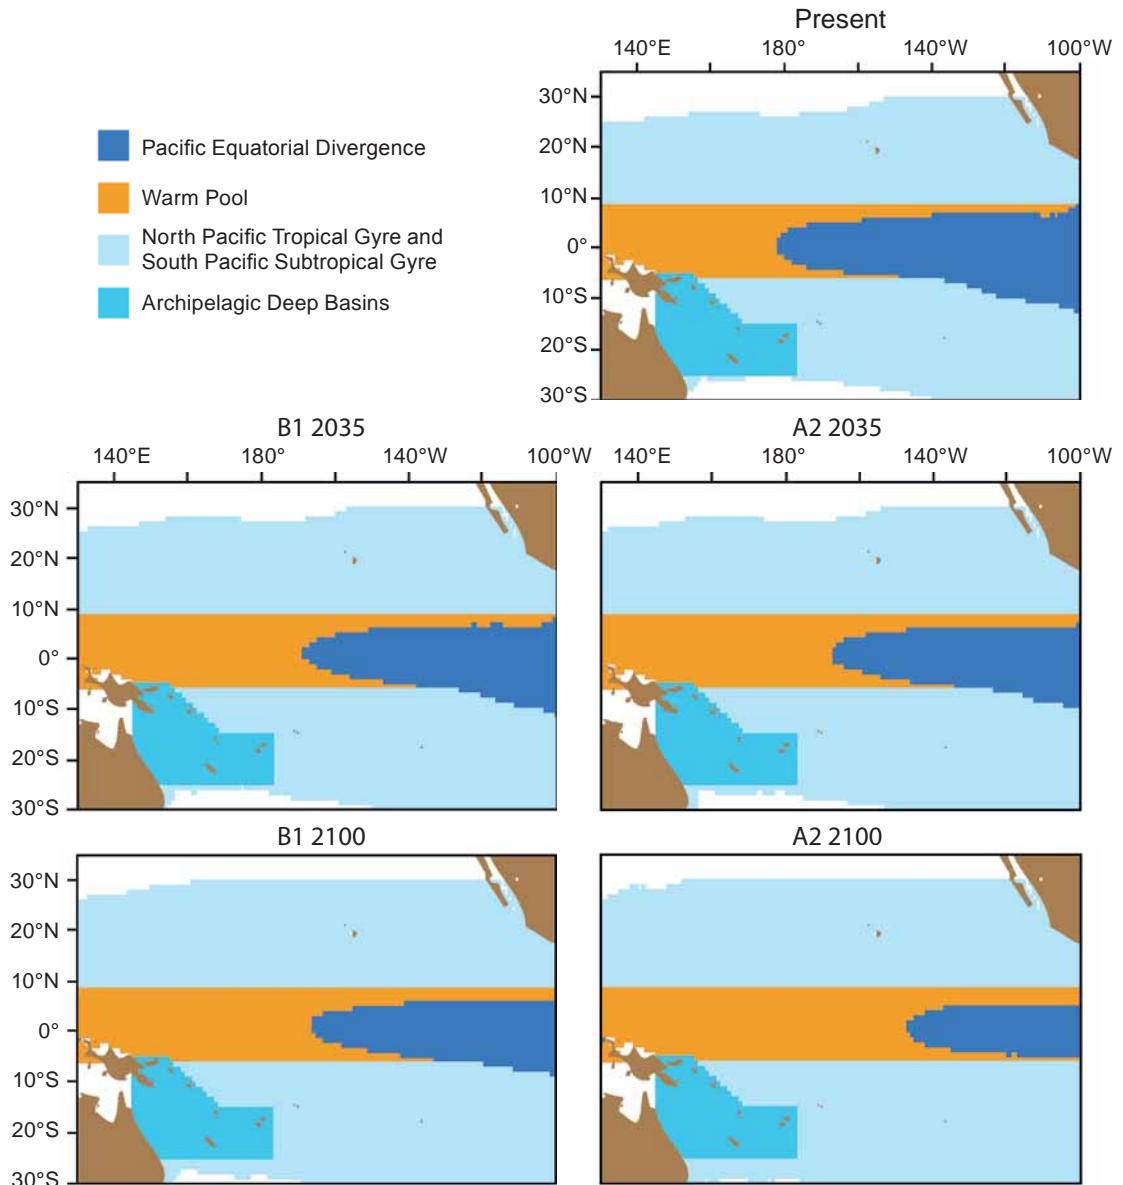 Present
140°E 180° 140°W 100°W
30°N
20°N
10°N
0°
10°S
20°S
30°S
Pacific Equatorial Divergence
Warm Pool
North Pacific Tropical Gyre and
South Pacific Subtropical Gyre
Archipelagic Deep Basins
B1 2035
140°E 180° 140°W 100°W
30°N
20°N
10°N
0°
10°S
20°S
30°S
A2 2035
140°E 180° 140°W 100°W
B1 2100
30°N
20°N
10°N
0°
10°S
20°S
30°S
A2 2100